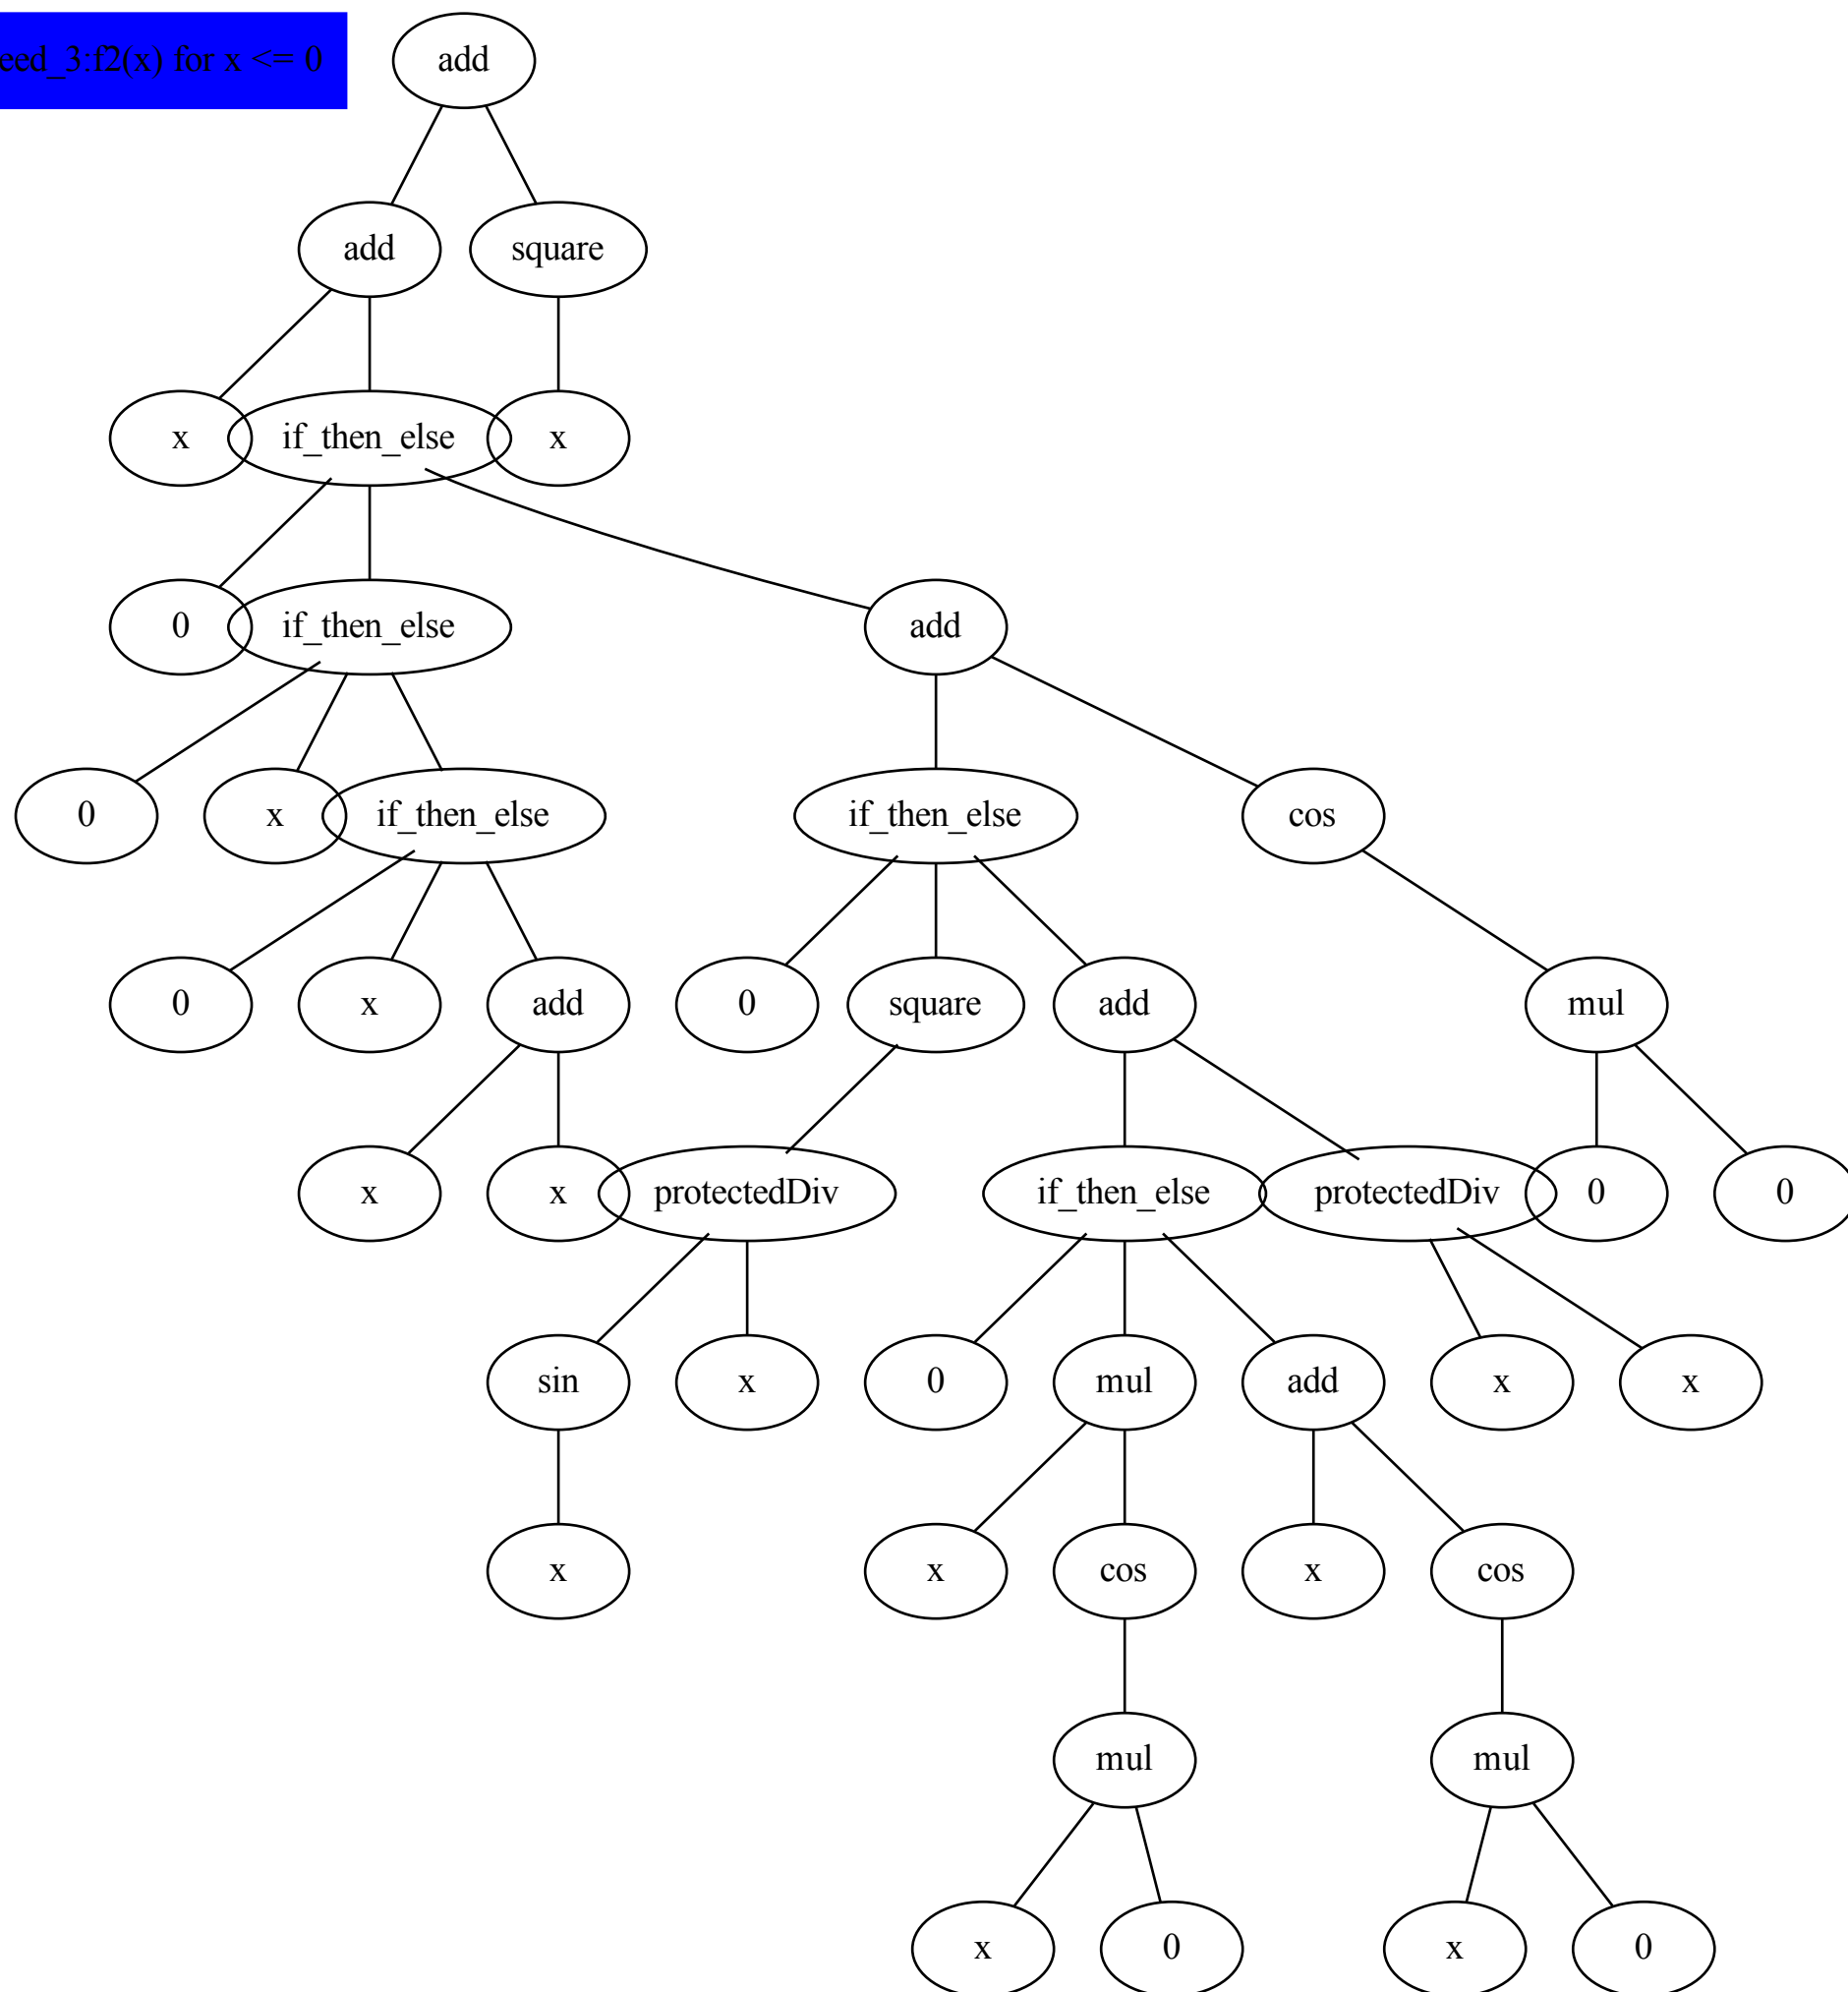 eed_3:f2(x) for x <= 0 add
add square
x if_then_else x
0 if_then_else add
0 x if_then_else if_then_else cos
0 x add 0 square add mul
x x protectedDiv if_then_else protectedDiv 0 0
sin x 0 mul add x x
x x cos x cos
mul mul
x 0 x 0